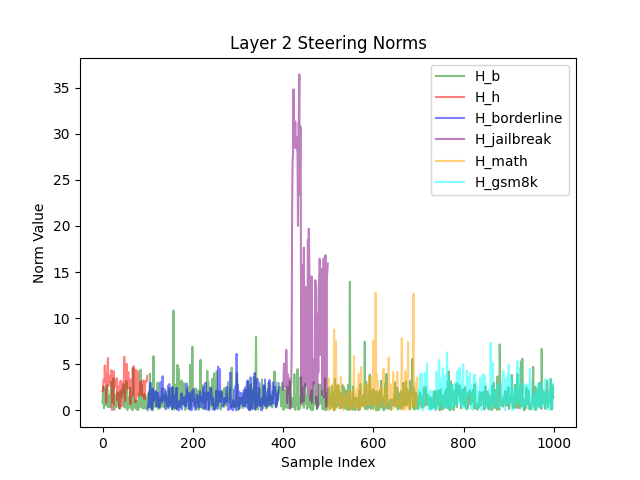 Layer 2 Steering Norms
H_b
H_h
H_borderline
H_jailbreak
H_math
H_gsm8k
Norm Value
35
30
25
20
15
10
5
0
0 200 400 600 800 1000
Sample Index